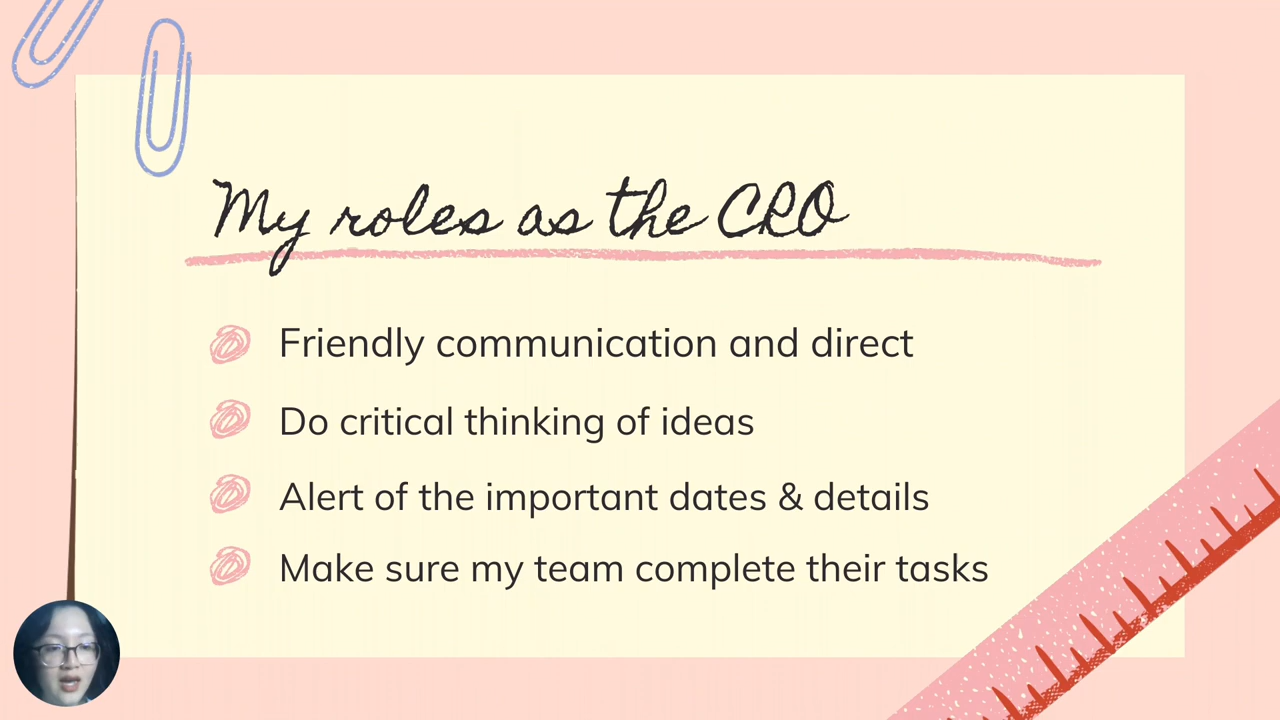 My roles as the CRO
Friendly communication and direct
Do critical thinking of ideas
Alert of the important dates & details
Make sure my team complete their tasks